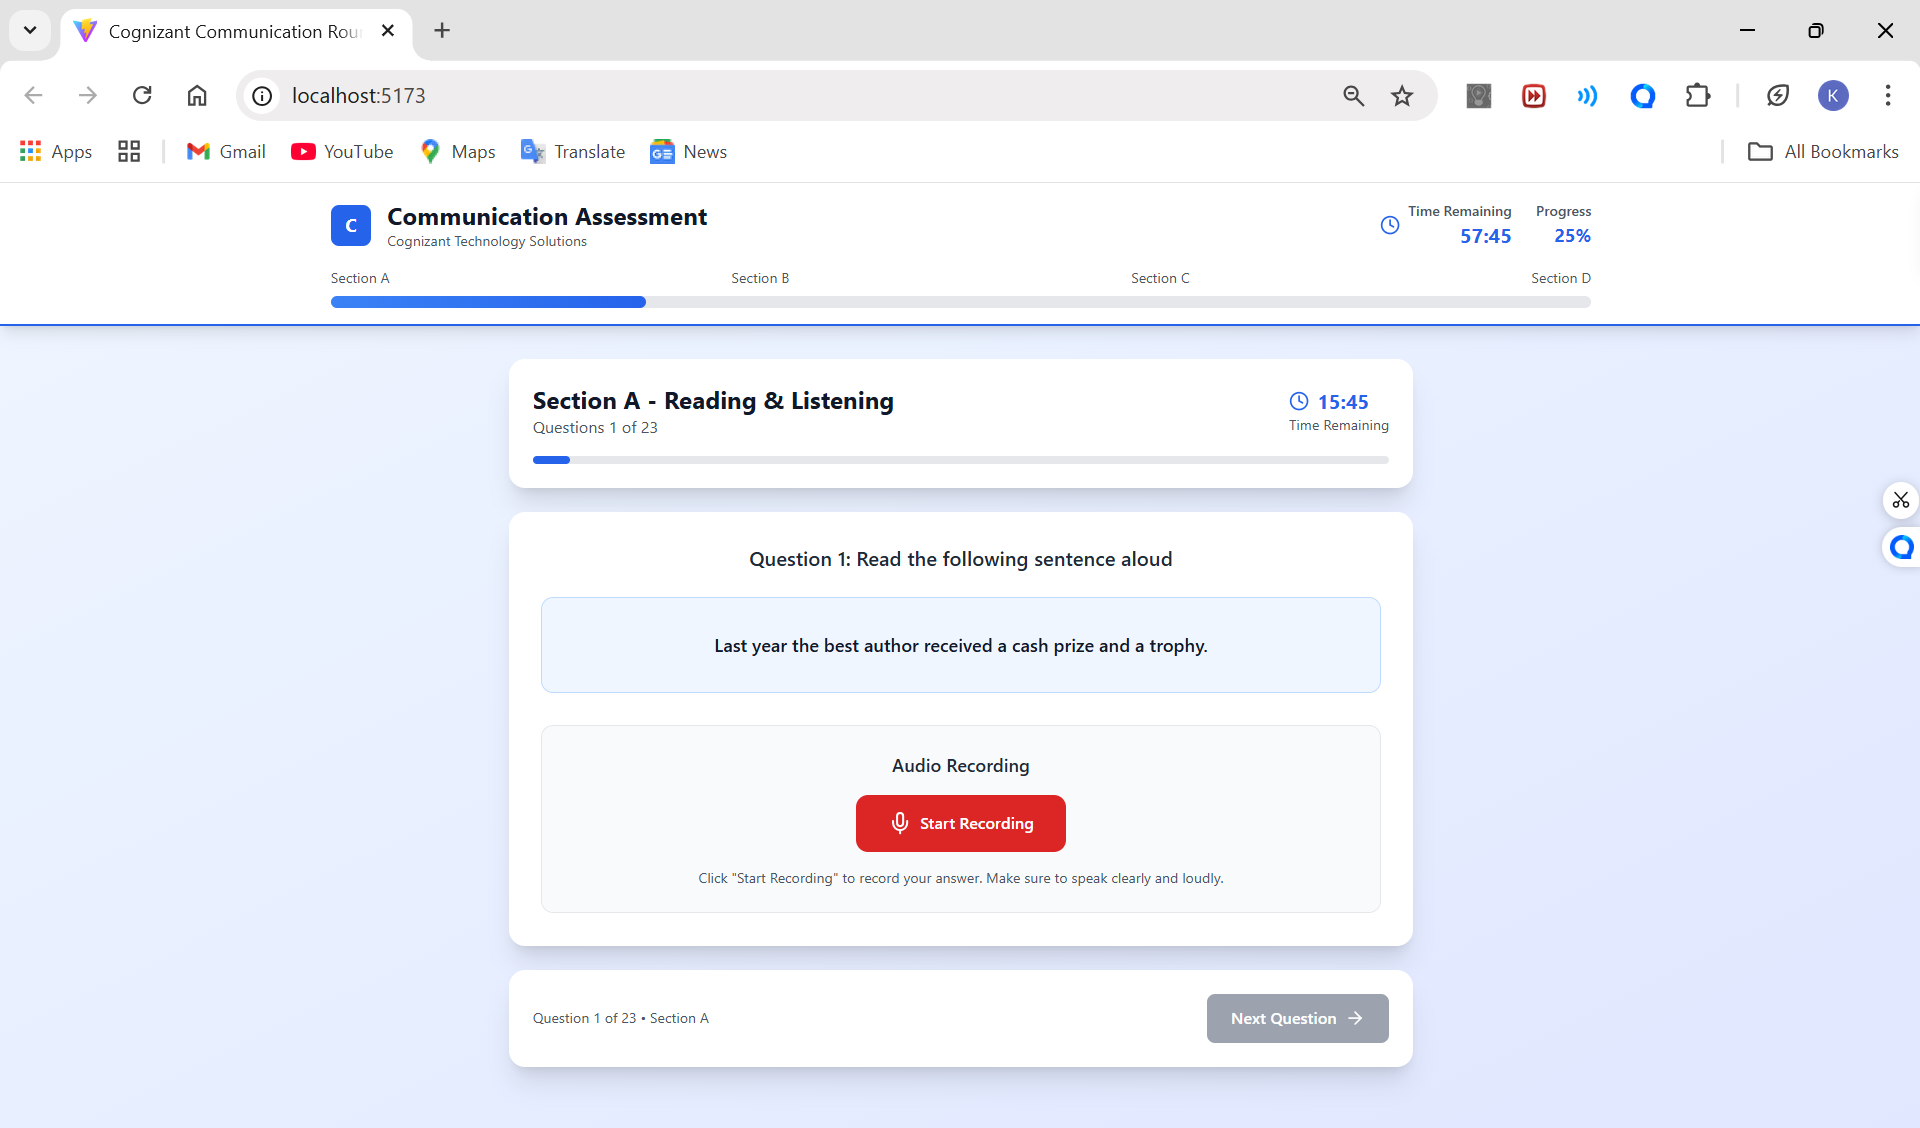 Cognizant Communication Rou
localhost:5173
K
Apps
Gmail
YouTube
Maps
Translate
News
All Bookmarks
C
Communication Assessment
Cognizant Technology Solutions
Time Remaining
57:45
Progress
25%
Section A
Section B
Section C
Section D
Section A - Reading & Listening
Questions 1 of 23
15:45
Time Remaining
Question 1: Read the following sentence aloud
Last year the best author received a cash prize and a trophy.
Audio Recording
Start Recording
Click "Start Recording" to record your answer. Make sure to speak clearly and loudly.
Question 1 of 23 • Section A
Next Question